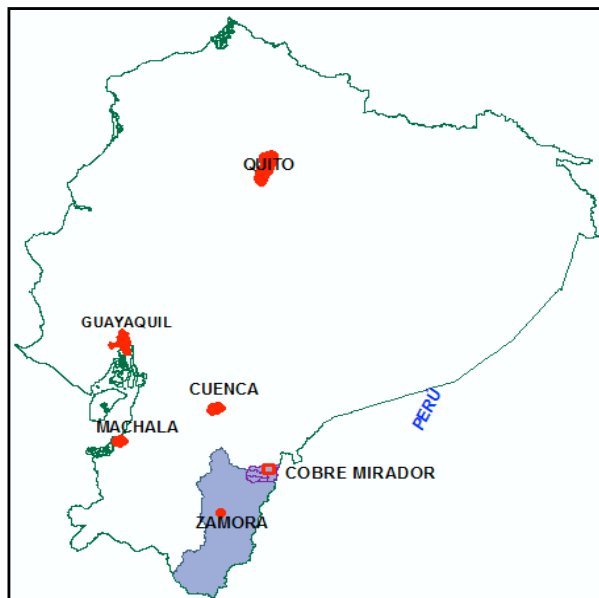 QUITO
GUAYAQUIL
CUENCA
MACHALA
PERÚ
COBRE MIRADOR
ZAMORA